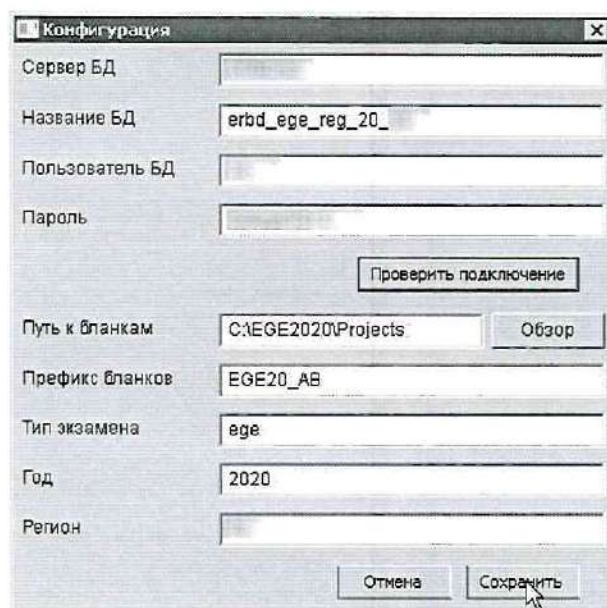 Конфигурация
Сервер БД
Название БД erbd_ege_reg_20_
Пользователь БД
Пароль
Проверить подключение
Путь к бланкам C:\EGE2020\Projects Обзор
Префикс бланков EGE20_AB
Тип экзамена ege
Год 2020
Регион
Отмена Сохранить